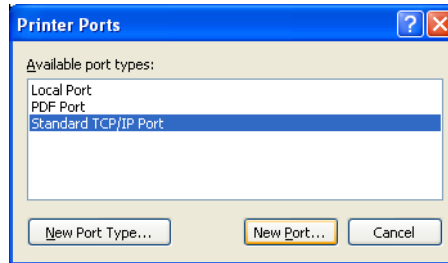 Printer Ports
Available port types:
Local Port
PDF Port
Standard TCP/IP Port
New Port Type... New Port... Cancel